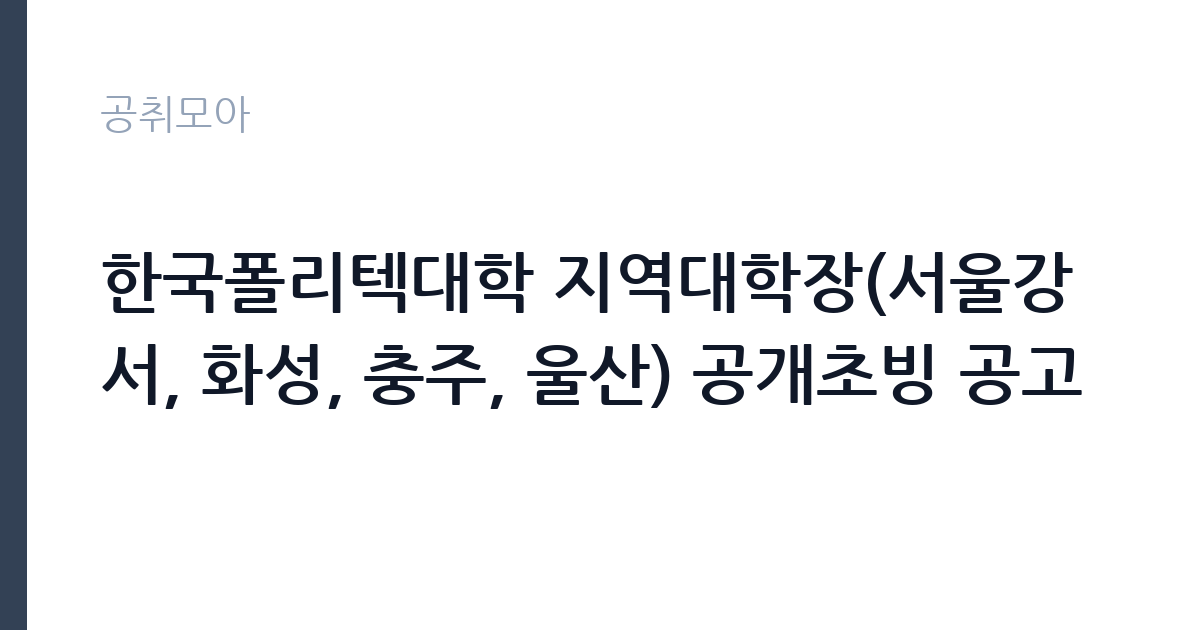 공취모아
한국폴리텍대학 지역대학장(서울강
서, 화성, 충주, 울산) 공개초빙 공고